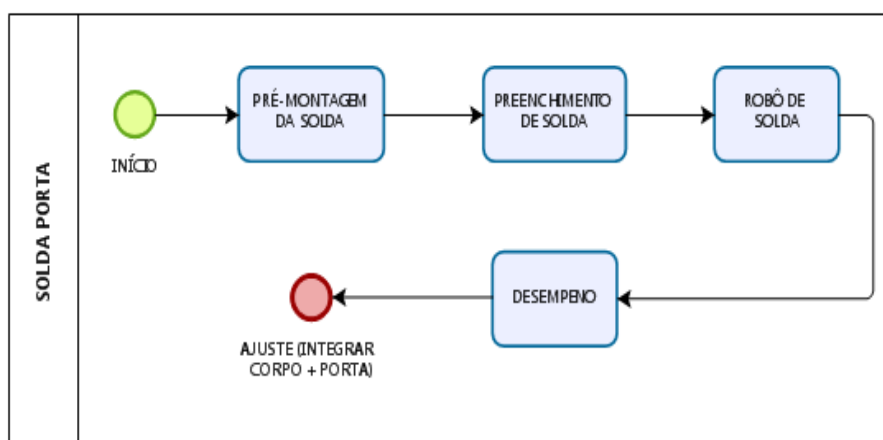 SOLDA PORTA
INÍCIO
PRÉ-MONTAGEM
DA SOLDA
PREENCHIMENTO
DE SOLDA
ROBÔ DE
SOLDA
DESEMPENO
AJUSTE (INTEGRAR
CORPO + PORTA)